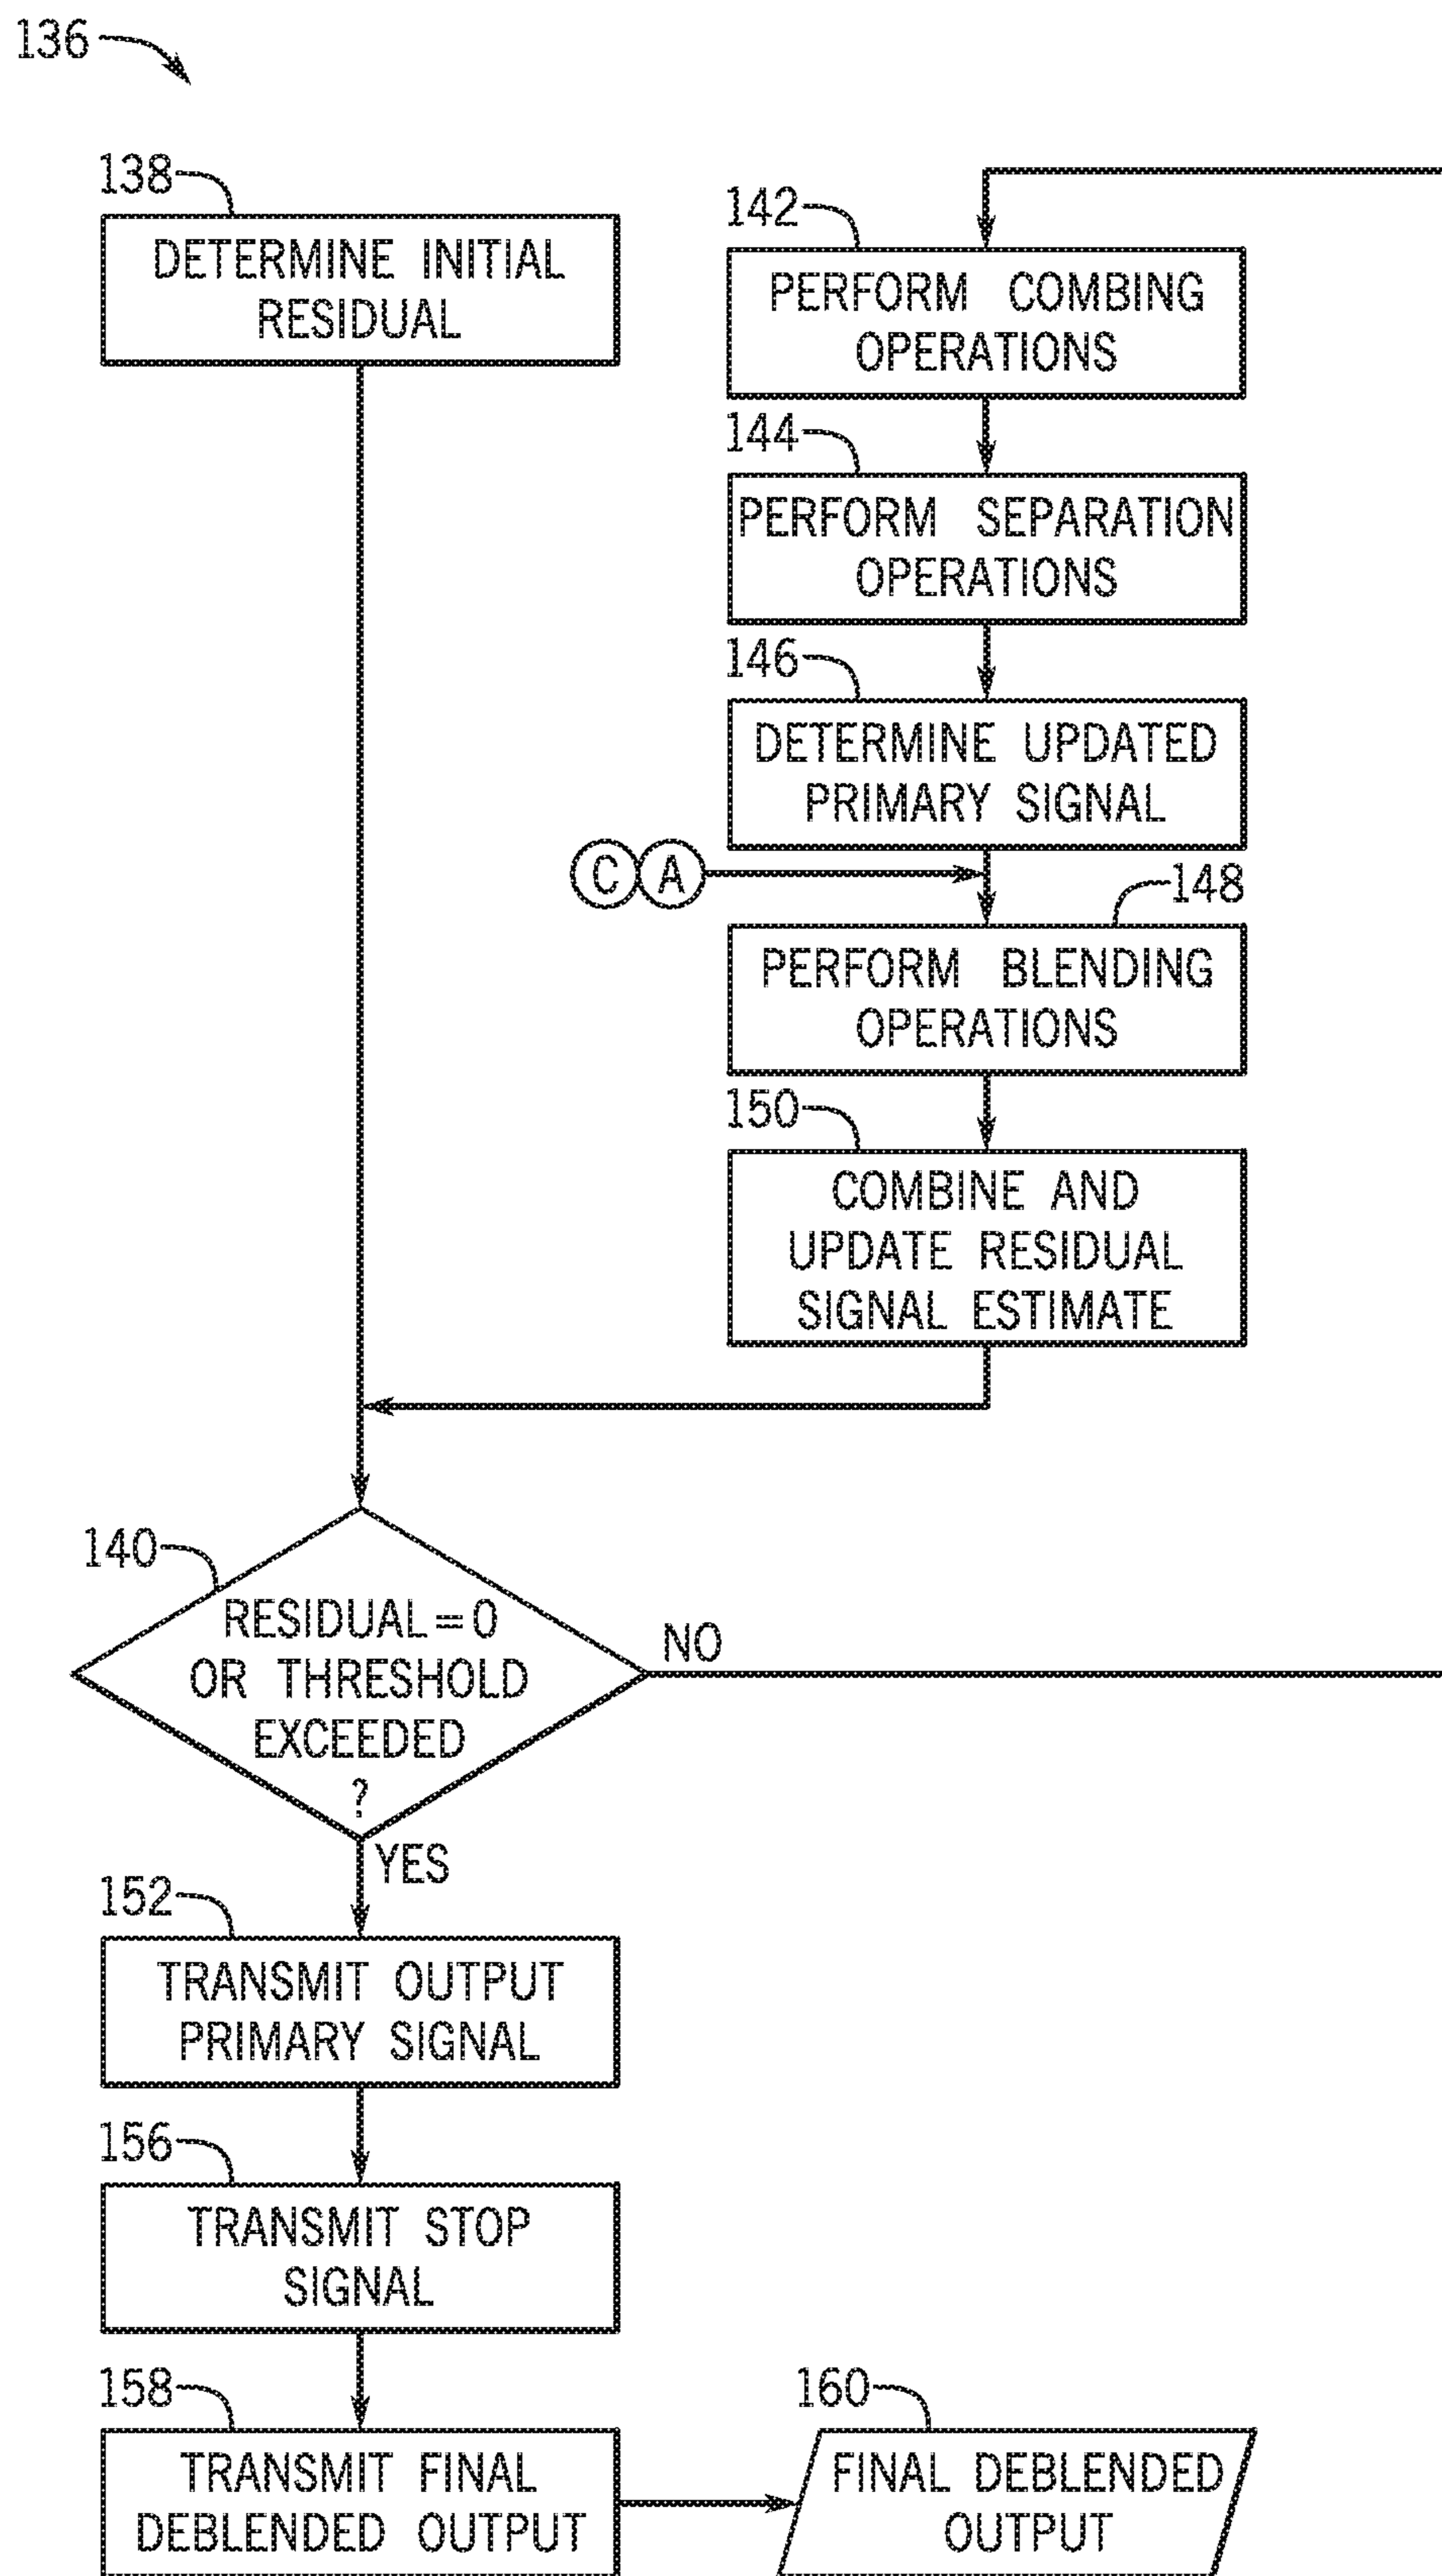 136
138
DETERMINE INITIAL
RESIDUAL
142
PERFORM COMBING
OPERATIONS
144
PERFORM SEPARATION
OPERATIONS
146
DETERMINE UPDATED
PRIMARY SIGNAL
C A
148
PERFORM BLENDING
OPERATIONS
150
COMBINE AND
UPDATE RESIDUAL
SIGNAL ESTIMATE
140
RESIDUAL=0
OR THRESHOLD
EXCEEDED
?
NO
YES
152
TRANSMIT OUTPUT
PRIMARY SIGNAL
156
TRANSMIT STOP
SIGNAL
158
TRANSMIT FINAL
DEBLENDED OUTPUT
160
FINAL DEBLENDED
OUTPUT